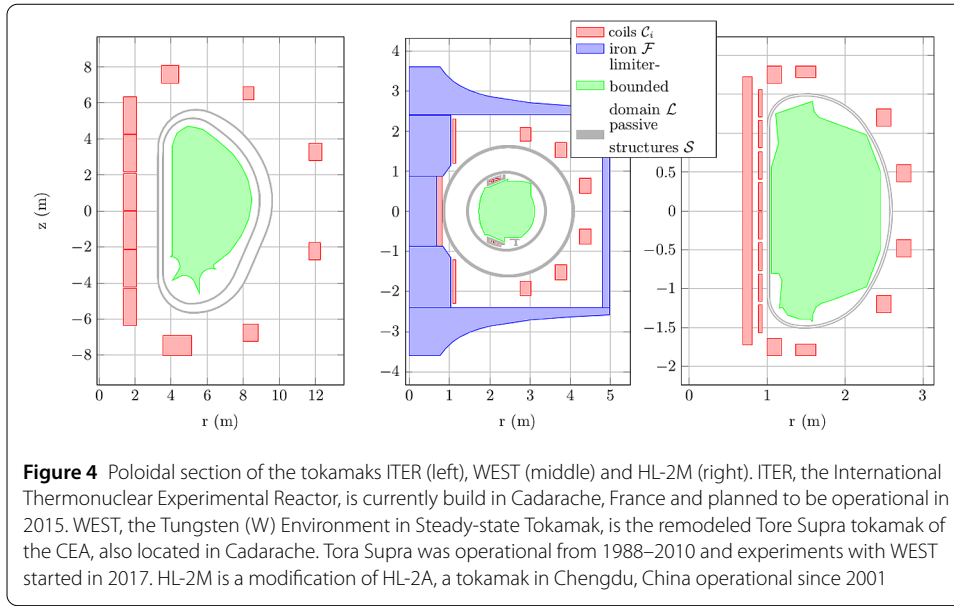 coils C_i
iron F
limiter-
bounded
domain L
passive
structures S
8
6
4
2
0
−2
−4
−6
−8
z (m)
0 2 4 6 8 10 12
r (m)
4
3
2
1
0
−1
−2
−3
−4
0 1 2 3 4 5
r (m)
2
1.5
1
0.5
0
−0.5
−1
−1.5
−2
0 1 2 3
r (m)
Figure 4 Poloidal section of the tokamaks ITER (left), WEST (middle) and HL-2M (right). ITER, the International
Thermonuclear Experimental Reactor, is currently build in Cadarache, France and planned to be operational in
2015. WEST, the Tungsten (W) Environment in Steady-state Tokamak, is the remodeled Tore Supra tokamak of
the CEA, also located in Cadarache. Tora Supra was operational from 1988–2010 and experiments with WEST
started in 2017. HL-2M is a modification of HL-2A, a tokamak in Chengdu, China operational since 2001